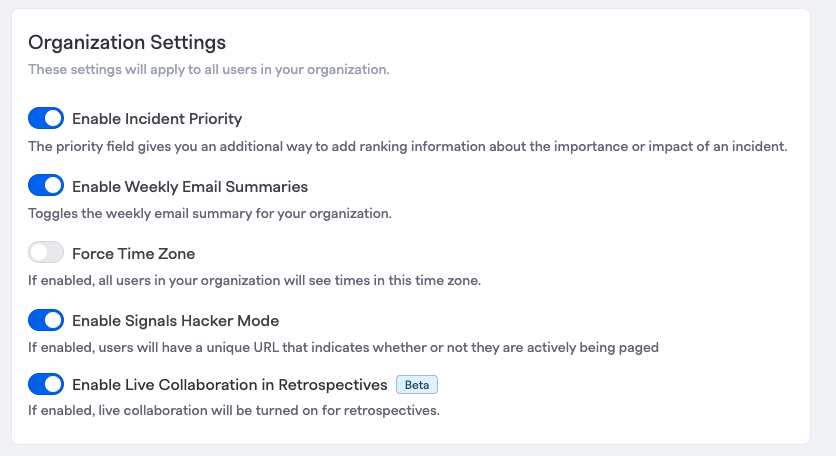 Organization Settings
These settings will apply to all users in your organization.
Enable Incident Priority
The priority field gives you an additional way to add ranking information about the importance or impact of an incident.
Enable Weekly Email Summaries
Toggles the weekly email summary for your organization.
Force Time Zone
If enabled, all users in your organization will see times in this time zone.
Enable Signals Hacker Mode
If enabled, users will have a unique URL that indicates whether or not they are actively being paged
Enable Live Collaboration in Retrospectives Beta
If enabled, live collaboration will be turned on for retrospectives.